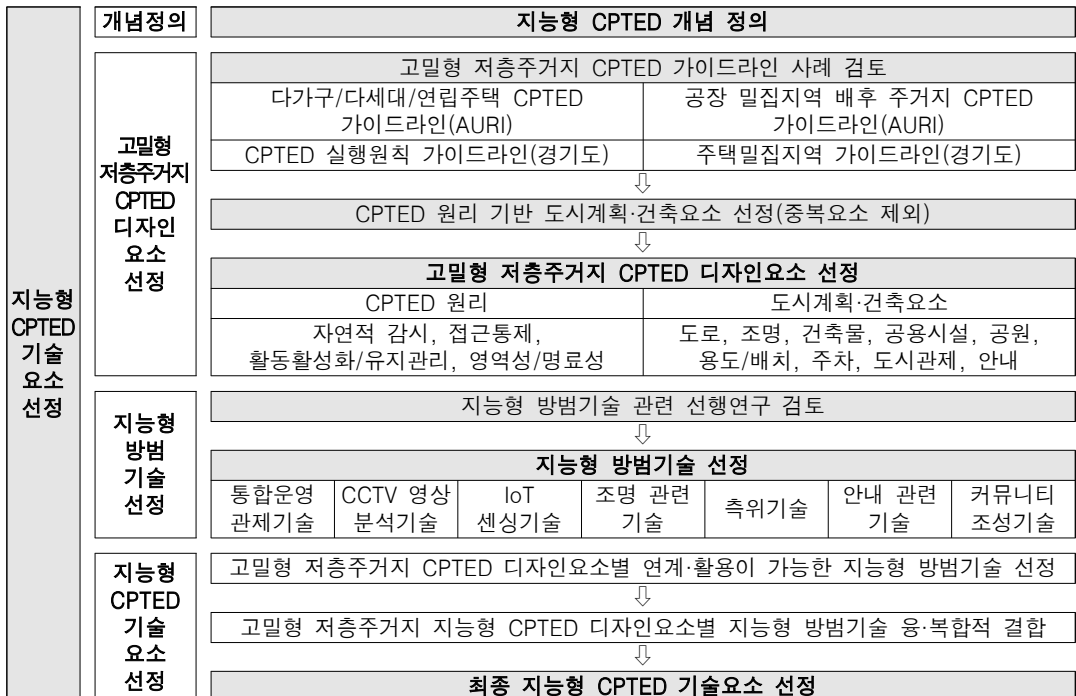 지능형
CPTED
기술
요소
선정
개념정의
지능형 CPTED 개념 정의
고밀형
저층주거지
CPTED
디자인
요소
선정
고밀형 저층주거지 CPTED 가이드라인 사례 검토
다가구/다세대/연립주택 CPTED
가이드라인(AURI)
공장 밀집지역 배후 주거지 CPTED
가이드라인(AURI)
CPTED 실행원칙 가이드라인(경기도)
주택밀집지역 가이드라인(경기도)
⇩
CPTED 원리 기반 도시계획·건축요소 선정(중복요소 제외)
⇩
고밀형 저층주거지 CPTED 디자인요소 선정
CPTED 원리
도시계획·건축요소
자연적 감시, 접근통제,
활동활성화/유지관리, 영역성/명료성
도로, 조명, 건축물, 공용시설, 공원,
용도/배치, 주차, 도시관제, 안내
지능형
방범
기술
선정
지능형 방범기술 관련 선행연구 검토
⇩
지능형 방범기술 선정
통합운영
관제기술
CCTV 영상
분석기술
IoT
센싱기술
조명 관련
기술
측위기술
안내 관련
기술
커뮤니티
조성기술
지능형
CPTED
기술
요소
선정
고밀형 저층주거지 CPTED 디자인요소별 연계·활용이 가능한 지능형 방범기술 선정
⇩
고밀형 저층주거지 지능형 CPTED 디자인요소별 지능형 방범기술 융·복합적 결합
⇩
최종 지능형 CPTED 기술요소 선정